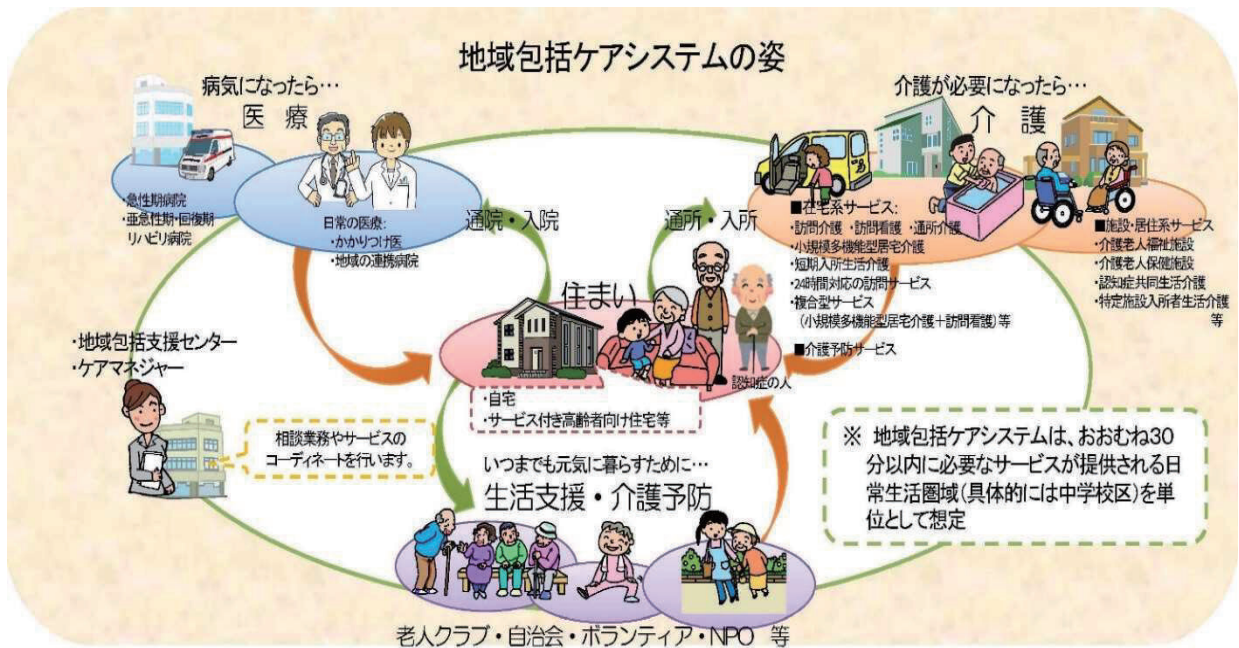 地域包括ケアシステムの姿
病気になったら…
医療
・急性期病院
・亜急性期・回復期
リハビリ病院
日常の医療:
・かかりつけ医
・地域の連携病院
通院・入院
通所・入所
介護が必要になったら…
介護
■在宅系サービス:
・訪問介護 ・訪問看護 ・通所介護
・小規模多機能型居宅介護
・短期入所生活介護
・24時間対応の訪問サービス
・複合型サービス
(小規模多機能型居宅介護+訪問看護)等
■介護予防サービス
■施設・居住系サービス
・介護老人福祉施設
・介護老人保健施設
・認知症共同生活介護
・特定施設入所者生活介護
等
住まい
認知症の人
・自宅
・サービス付き高齢者向け住宅等
・地域包括支援センター
・ケアマネジャー
相談業務やサービスの
コーディネートを行います。
いつまでも元気に暮らすために…
生活支援・介護予防
老人クラブ・自治会・ボランティア・NPO 等
※ 地域包括ケアシステムは、おおむね30
分以内に必要なサービスが提供される日
常生活圏域(具体的には中学校区)を単
位として想定